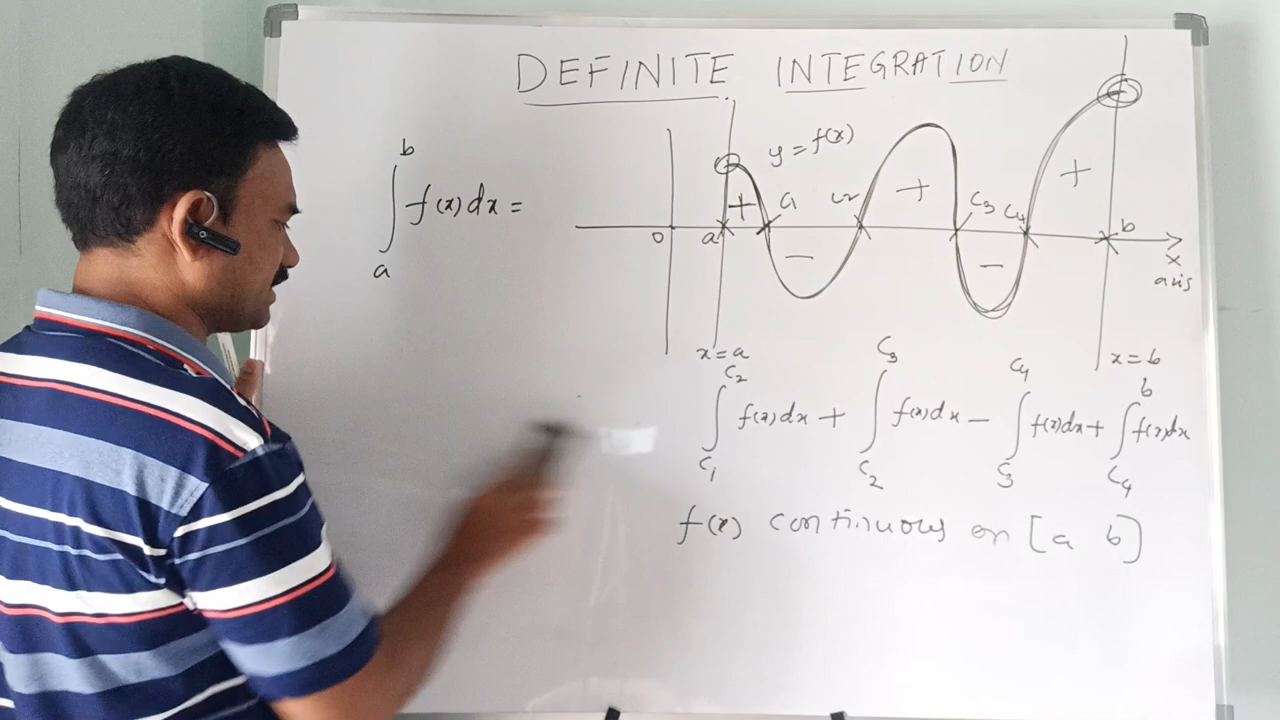 DEFINITE INTEGRATION
∫ₐᵇ f(x) dx =
y = f(x)
+ + +
0 a C₃ C₄ b
− −
x axis
x = a x = b
∫_{C₁}^{C₂} f(x) dx + ∫_{C₂}^{C₃} f(x) dx − ∫_{C₃}^{C₄} f(x) dx + ∫_{C₄}^{b} f(x) dx
f(x) continuous on [a b]